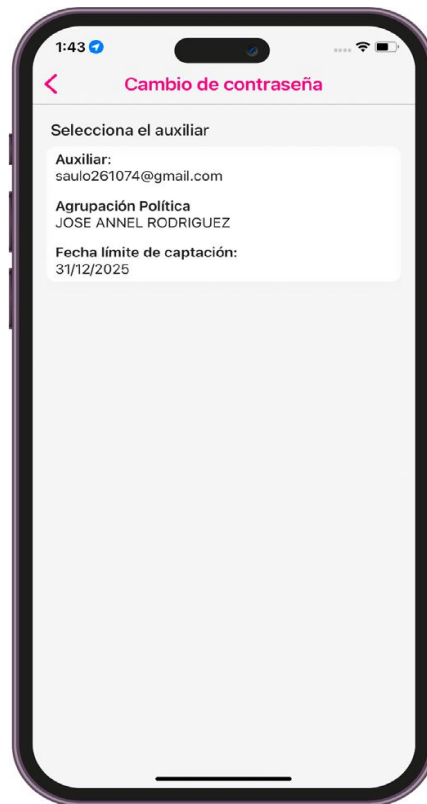 1:43
Cambio de contraseña
Selecciona el auxiliar
Auxiliar:
saulo261074@gmail.com
Agrupación Política
JOSE ANNEL RODRIGUEZ
Fecha límite de captación:
31/12/2025